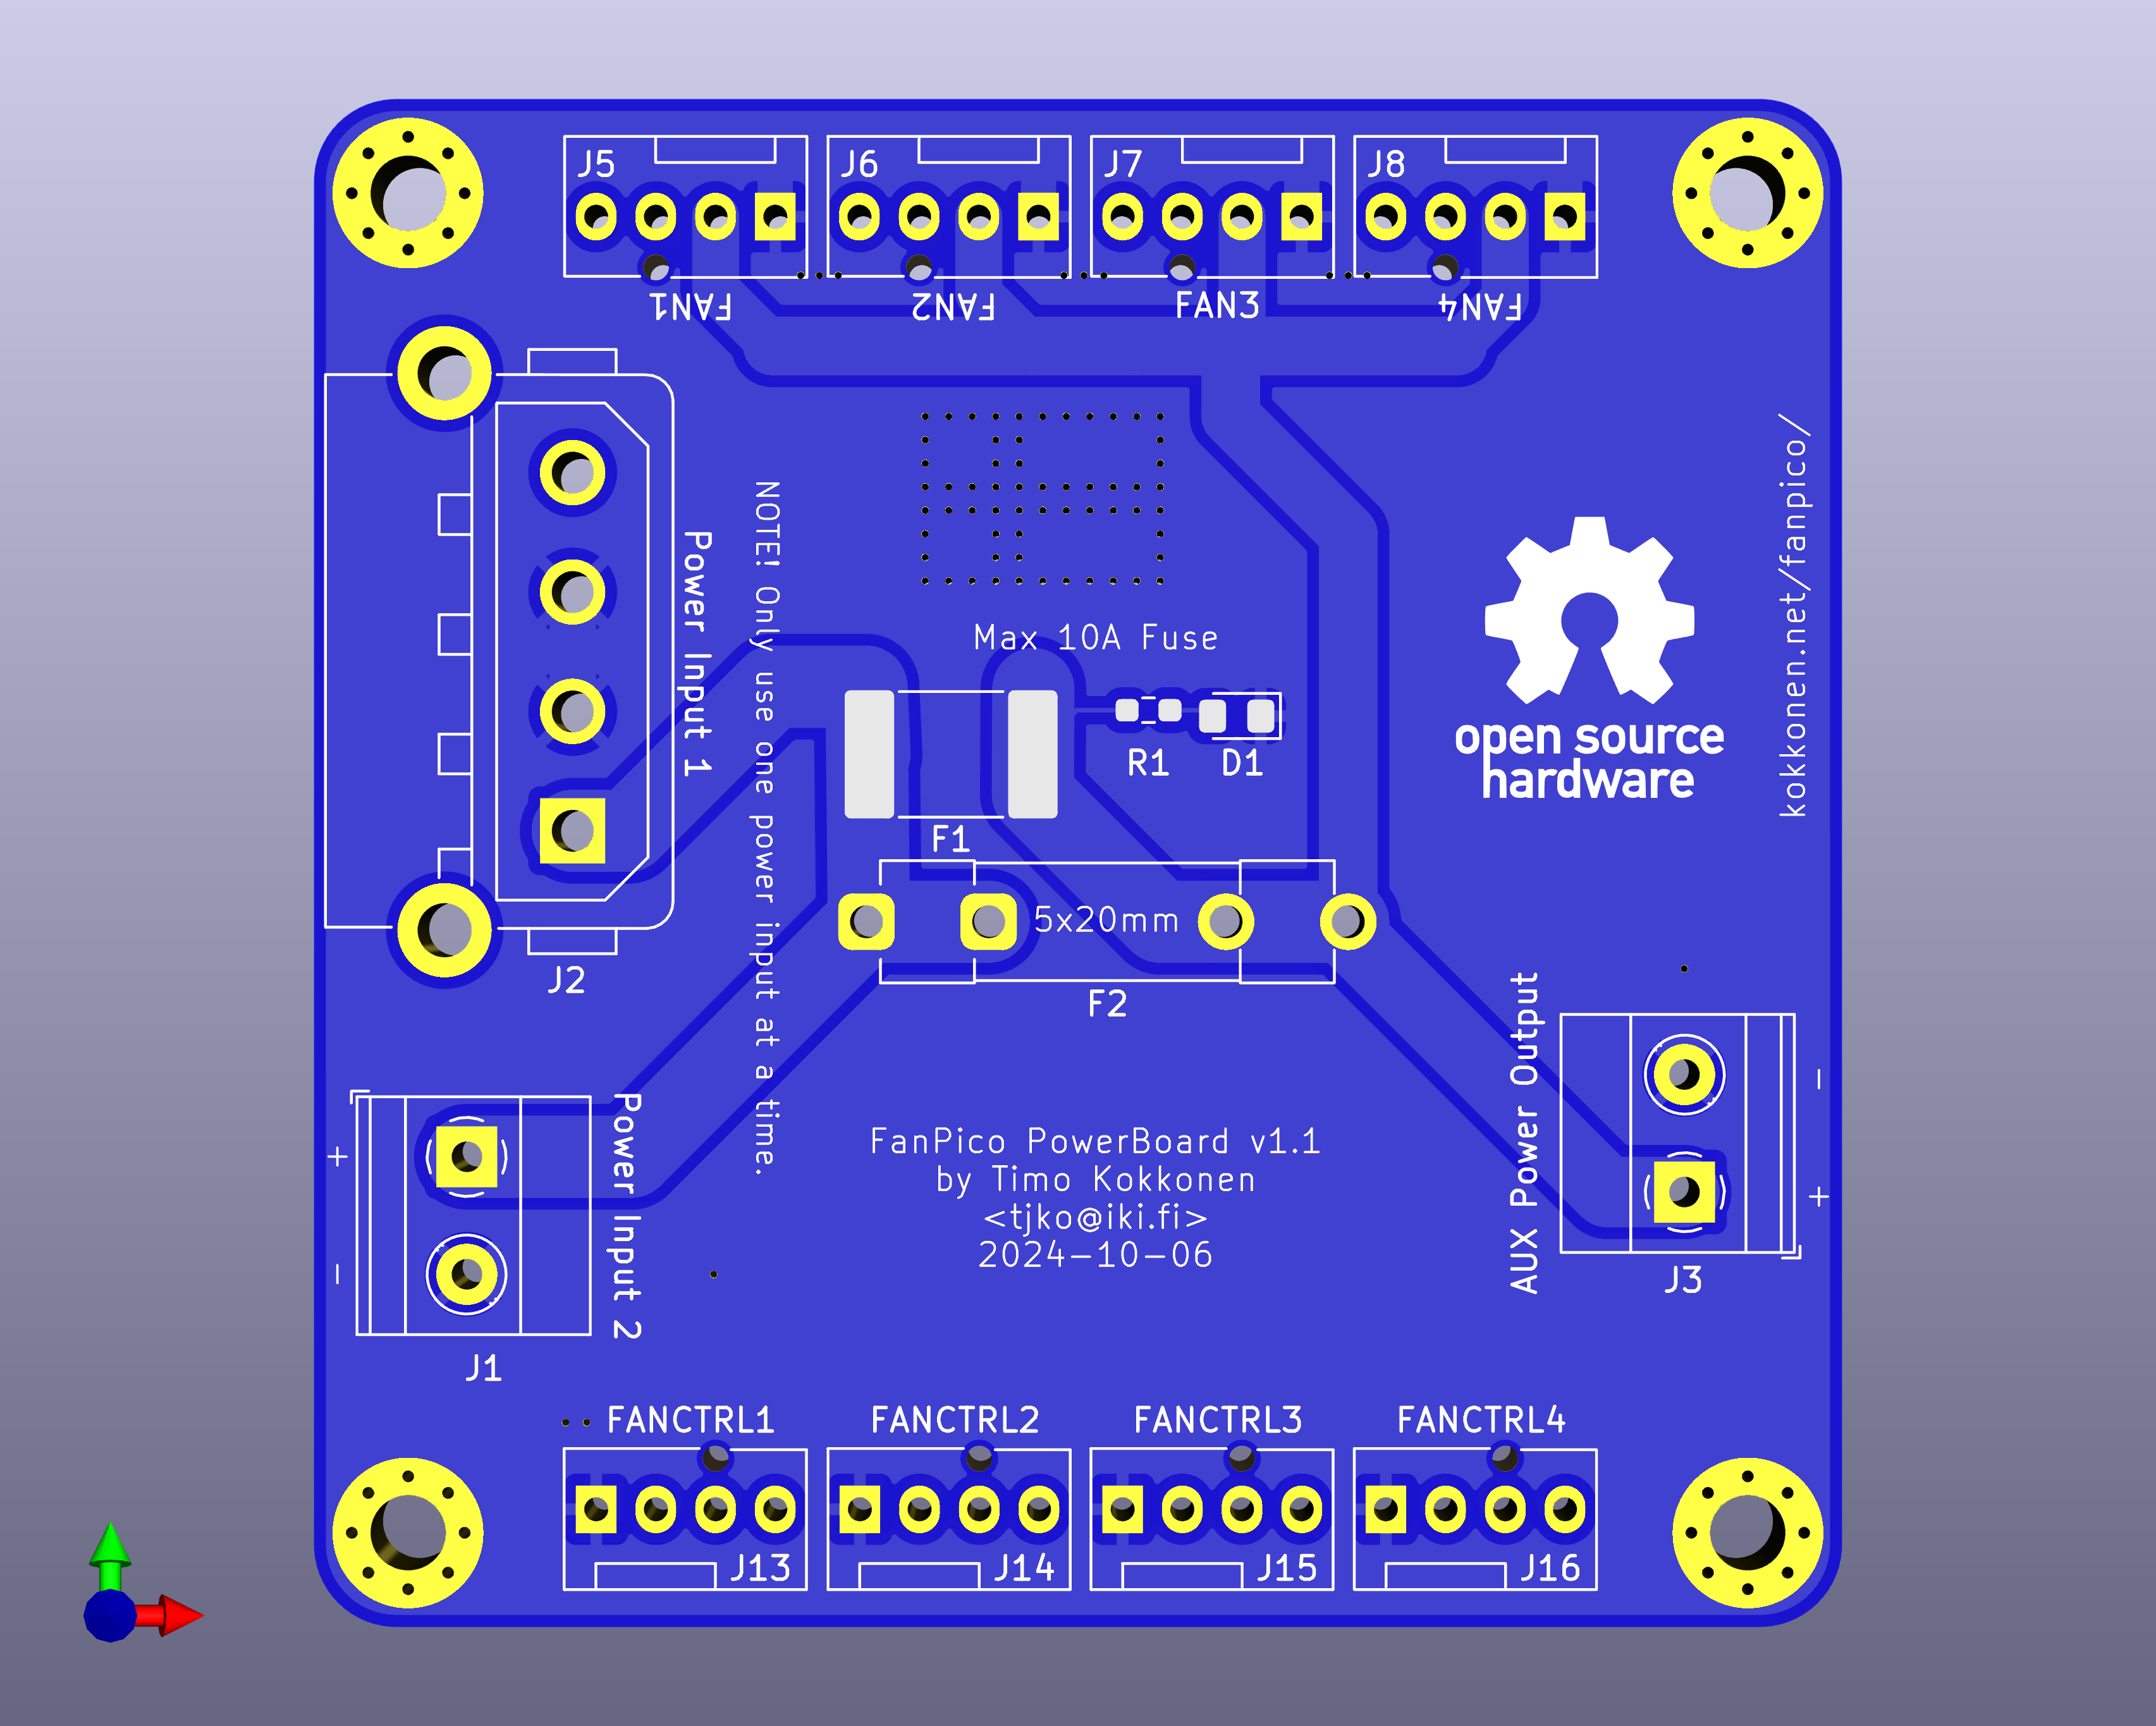 J5
J6
J7
J8
FAN1
FAN2
FAN3
FAN4
Power Input 1
NOTE! Only use one power input at a time.
Max 10A Fuse
R1
D1
F1
5x20mm
F2
J2
open source
hardware
kokkonen.net/fanpico/
AUX Power Output
-
+
J3
+
-
Power Input 2
J1
FanPico PowerBoard v1.1
by Timo Kokkonen
<tjko@iki.fi>
2024-10-06
FANCTRL1
FANCTRL2
FANCTRL3
FANCTRL4
J13
J14
J15
J16